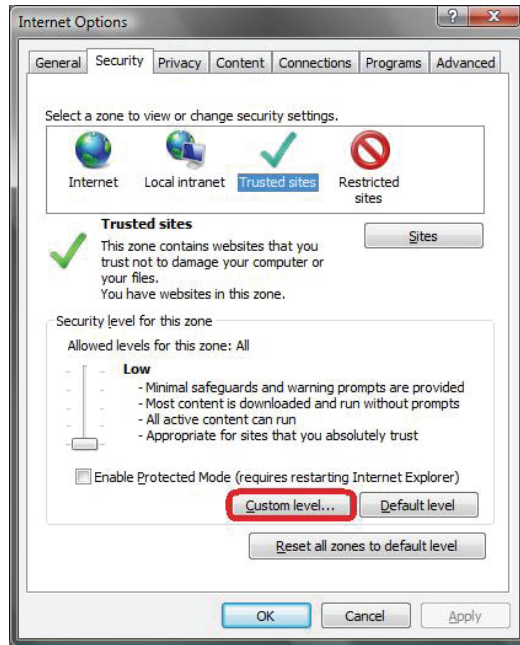 Internet Options
General Security Privacy Content Connections Programs Advanced
Select a zone to view or change security settings.
Internet Local intranet Trusted sites Restricted
sites
Trusted sites
Sites
This zone contains websites that you
trust not to damage your computer or
your files.
You have websites in this zone.
Security level for this zone
Allowed levels for this zone: All
Low
- Minimal safeguards and warning prompts are provided
- Most content is downloaded and run without prompts
- All active content can run
- Appropriate for sites that you absolutely trust
Enable Protected Mode (requires restarting Internet Explorer)
Custom level... Default level
Reset all zones to default level
OK Cancel Apply